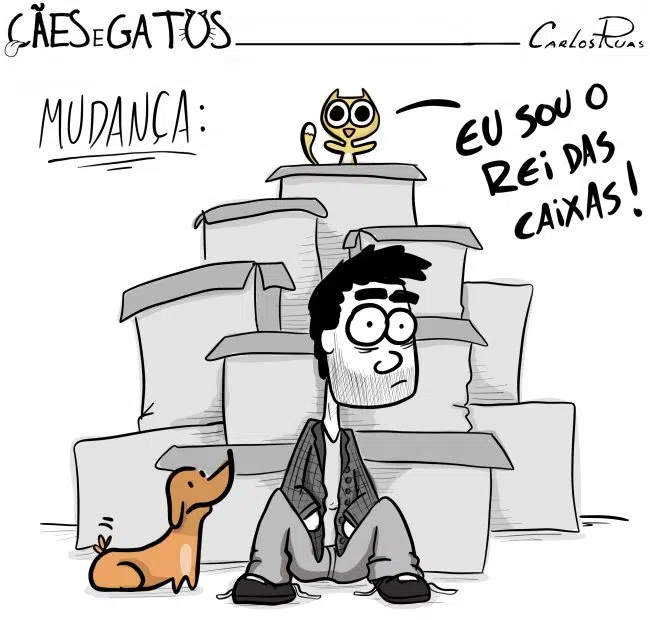 CÃES E GATOS
CARLOS RUAS
MUDANÇA:
EU SOU O
REI DAS
CAIXAS!